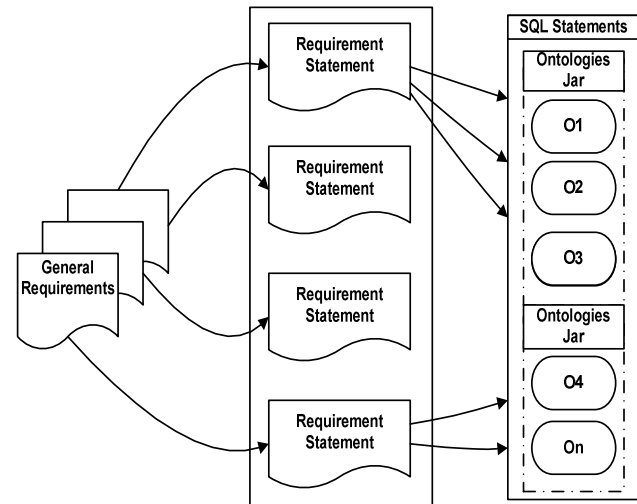 General
Requirements
Requirement
Statement
Requirement
Statement
Requirement
Statement
Requirement
Statement
SQL Statements
Ontologies
Jar
O1
O2
O3
Ontologies
Jar
O4
On